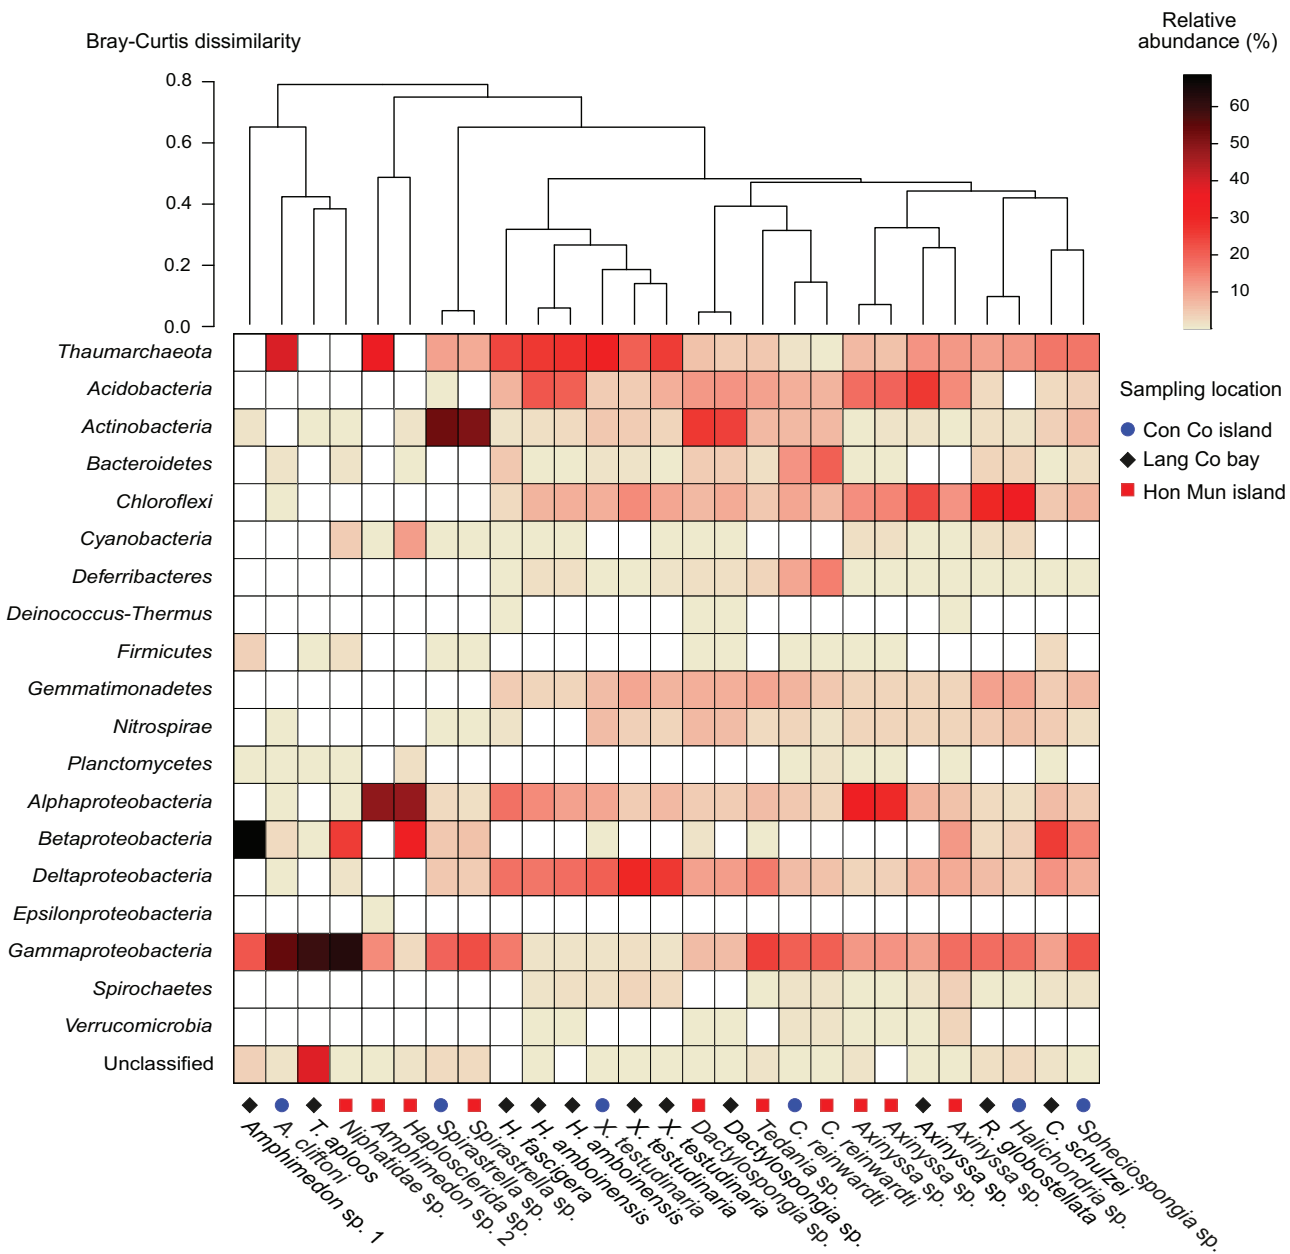 Relative
abundance (%)
Bray-Curtis dissimilarity
0.8
0.6
0.4
0.2
0.0
60
50
40
30
20
10
Thaumarchaeota
Acidobacteria
Actinobacteria
Bacteroidetes
Chloroflexi
Cyanobacteria
Deferribacteres
Deinococcus-Thermus
Firmicutes
Gemmatimonadetes
Nitrospirae
Planctomycetes
Alphaproteobacteria
Betaproteobacteria
Deltaproteobacteria
Epsilonproteobacteria
Gammaproteobacteria
Spirochaetes
Verrucomicrobia
Unclassified
Sampling location
Con Co island
Lang Co bay
Hon Mun island
Amphimedon sp. 1
A. cliftoni
T. aploos
Niphatidae sp.
Amphimedon sp. 2
Haplosclerida sp.
Spirastrella sp.
Spirastrella sp.
H. fascigera
H. amboinensis
H. amboinensis
X. testudinaria
X. testudinaria
X. testudinaria
Dactylospongia sp.
Dactylospongia sp.
Tedania sp.
C. reinwardti
C. reinwardti
Axinyssa sp.
Axinyssa sp.
Axinyssa sp.
Axinyssa sp.
R. globostellata
Halichondria sp.
C. schulzei
Spheciospongia sp.